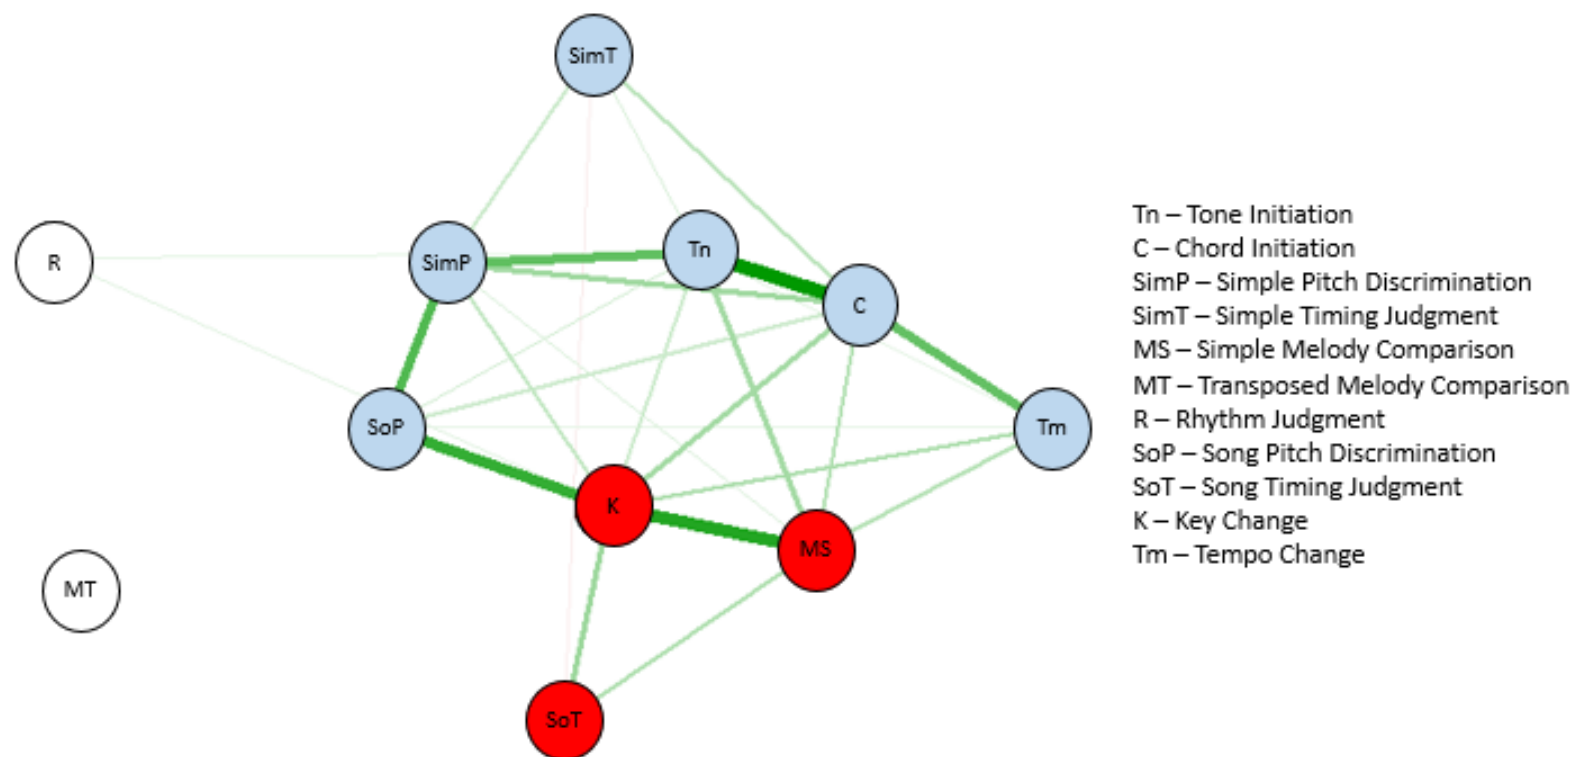 SimT
R
SimP
Tn
C
SoP
Tm
K
MS
MT
SoT
Tn – Tone Initiation
C – Chord Initiation
SimP – Simple Pitch Discrimination
SimT – Simple Timing Judgment
MS – Simple Melody Comparison
MT – Transposed Melody Comparison
R – Rhythm Judgment
SoP – Song Pitch Discrimination
SoT – Song Timing Judgment
K – Key Change
Tm – Tempo Change